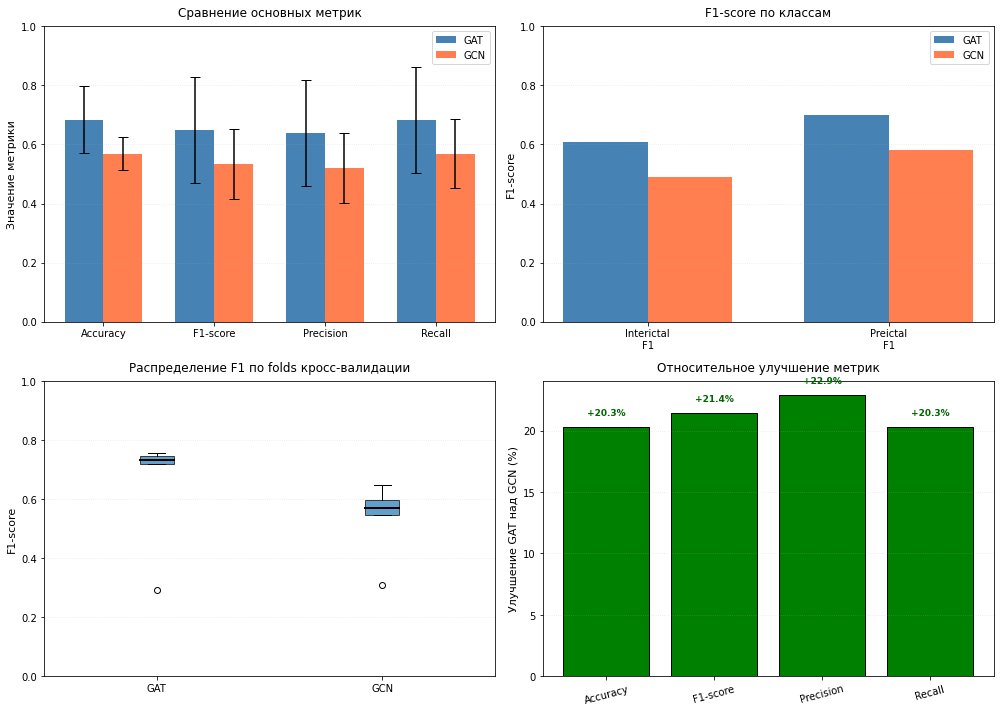 Сравнение основных метрик
Значение метрики
1.0
0.8
0.6
0.4
0.2
0.0
GAT
GCN
Accuracy
F1-score
Precision
Recall
F1-score по классам
F1-score
1.0
0.8
0.6
0.4
0.2
0.0
GAT
GCN
Interictal
F1
Preictal
F1
Распределение F1 по folds кросс-валидации
F1-score
1.0
0.8
0.6
0.4
0.2
0.0
GAT
GCN
Относительное улучшение метрик
Улучшение GAT над GCN (%)
20
15
10
5
0
+20.3%
+21.4%
+22.9%
+20.3%
Accuracy
F1-score
Precision
Recall